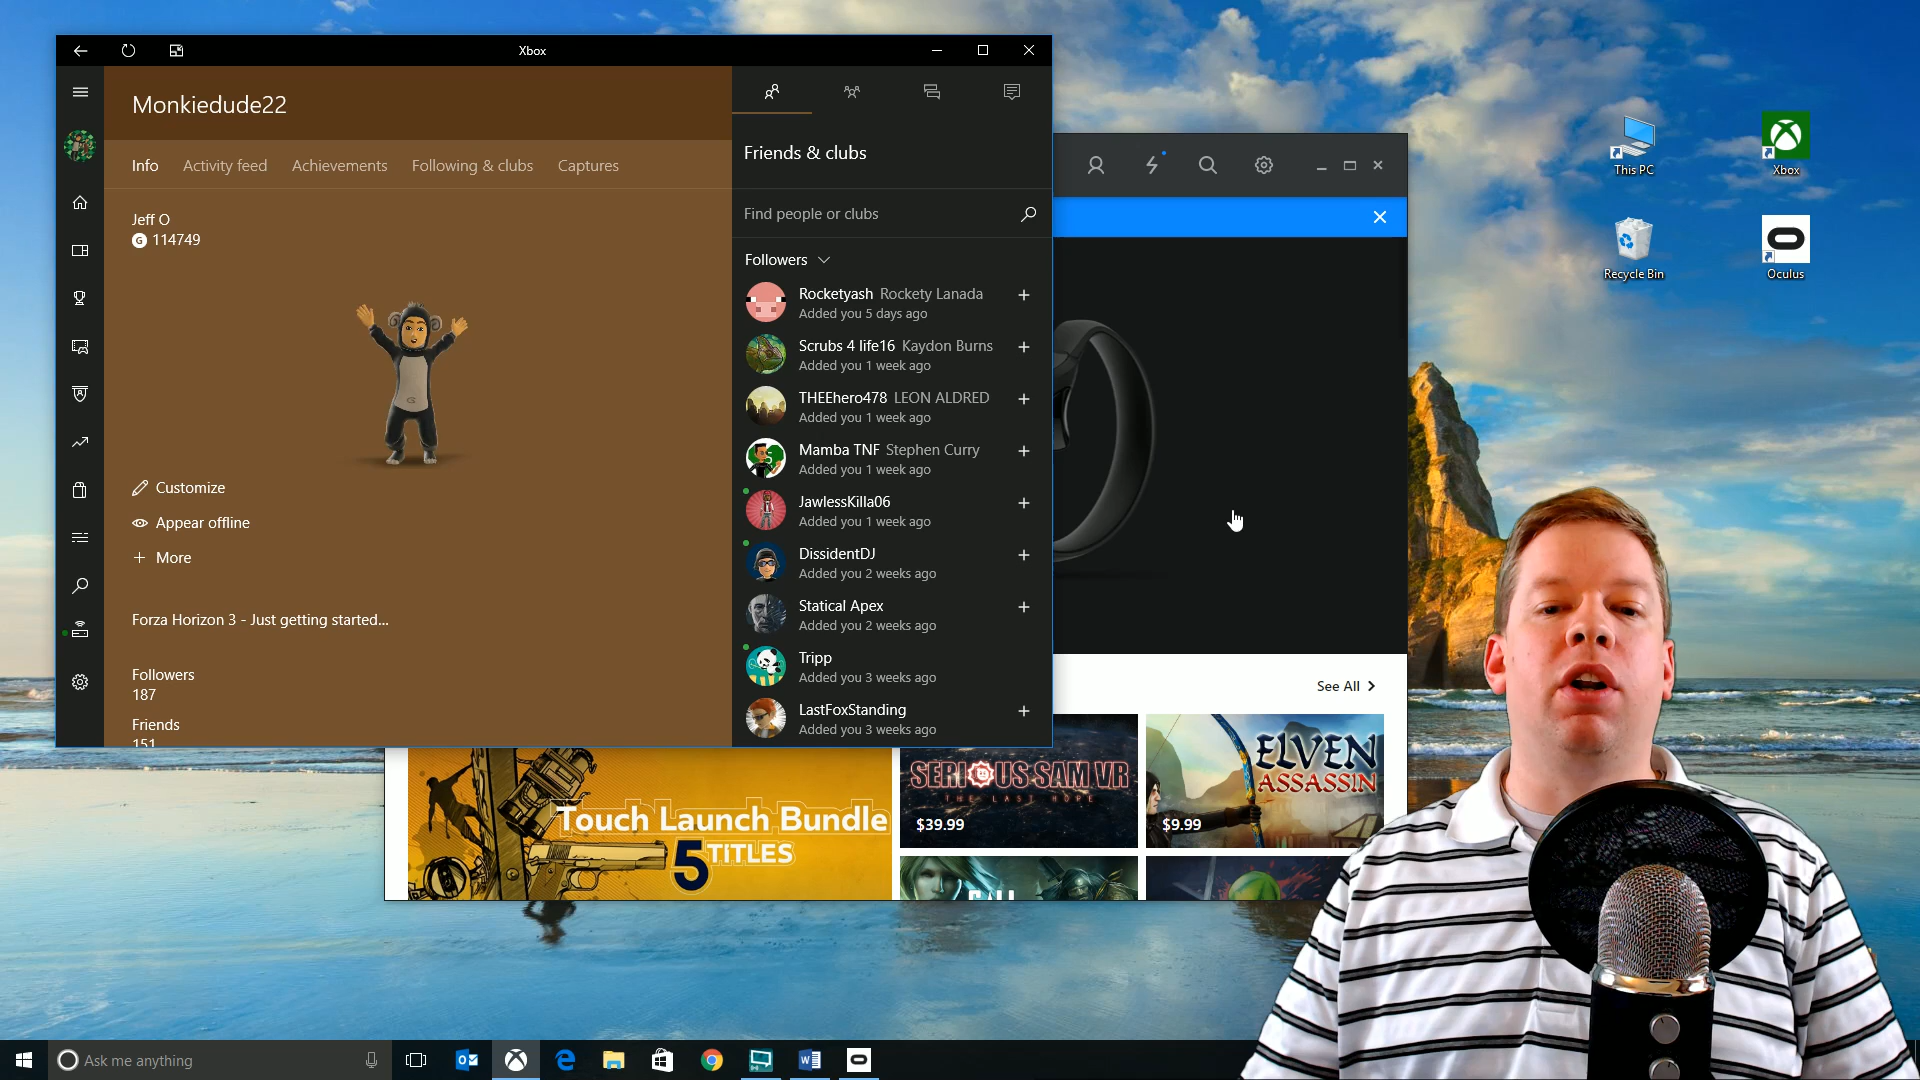 Xbox
Monkiedude22
Info
Activity feed
Achievements
Following & clubs
Captures
Jeff O
G 114749
Customize
Appear offline
More
Forza Horizon 3 - Just getting started...
Followers
187
Friends
151
Friends & clubs
Find people or clubs
Followers
Rocketyash Rockety Lanada
Added you 5 days ago
Scrubs 4 life16 Kaydon Burns
Added you 1 week ago
THEEhero478 LEON ALDRED
Added you 1 week ago
Mamba TNF Stephen Curry
Added you 1 week ago
JawlessKilla06
Added you 1 week ago
DissidentDJ
Added you 2 weeks ago
Statical Apex
Added you 2 weeks ago
Tripp
Added you 3 weeks ago
LastFoxStanding
Added you 3 weeks ago
See All
Touch Launch Bundle
5 TITLES
SERIOUS SAM VR
THE LAST HOPE
$39.99
ELVEN
ASSASSIN
$9.99
This PC
Xbox
Recycle Bin
Oculus
Ask me anything